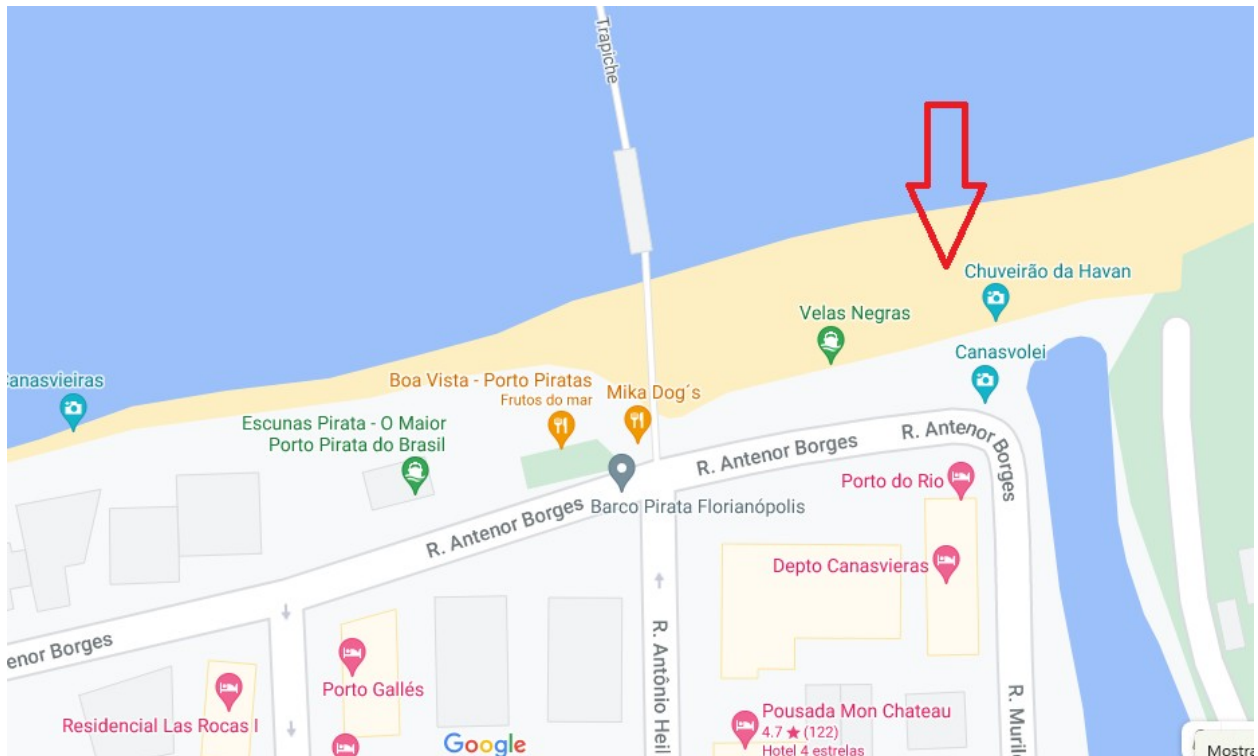 Trapiche
Chuveirão da Havan
Velas Negras
Canasvolei
anasvieiras
Boa Vista - Porto Piratas
Frutos do mar
Mika Dog´s
Escunas Pirata - O Maior
Porto Pirata do Brasil
R. Antenor Borges
R. Antenor Borges
Porto do Rio
Barco Pirata Florianópolis
R. Antenor Borges
Depto Canasvieras
enor Borges
R. Antônio Heil
Porto Gallés
R. Muril
Residencial Las Rocas I
Pousada Mon Chateau
4.7 ★ (122)
Hotel 4 estrelas
Google
Mostra